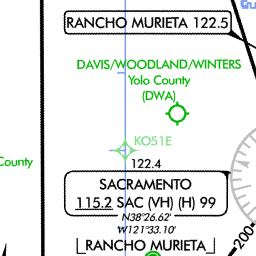 RANCHO MURIETA 122.5
DAVIS/WOODLAND/WINTERS
Yolo County
(DWA)
KO51E
122.4
County
SACRAMENTO
115.2 SAC (VH) (H) 99
N38°26.62'
W121°33.10'
200
RANCHO MURIETA